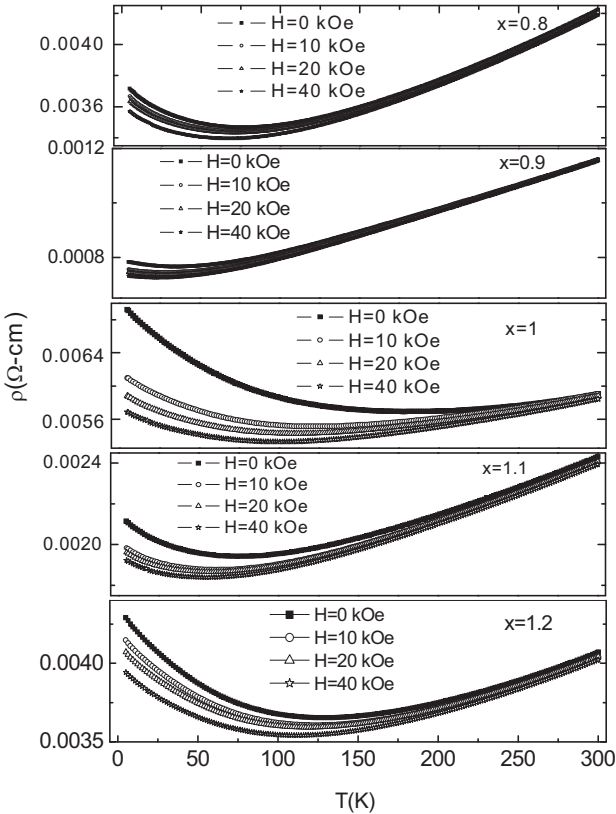 0.0040
H=0 kOe
x=0.8
H=10 kOe
H=20 kOe
0.0036
H=40 kOe
0.0012
x=0.9
H=0 kOe
H=10 kOe
H=20 kOe
0.0008
H=40 kOe
ρ(Ω-cm)
H=0 kOe
x=1
H=10 kOe
0.0064
H=20 kOe
H=40 kOe
0.0056
0.0024
H=0 kOe
x=1.1
H=10 kOe
H=20 kOe
H=40 kOe
0.0020
H=0 kOe
x=1.2
H=10 kOe
0.0040
H=20 kOe
H=40 kOe
0.0035
0 50 100 150 200 250 300
T(K)